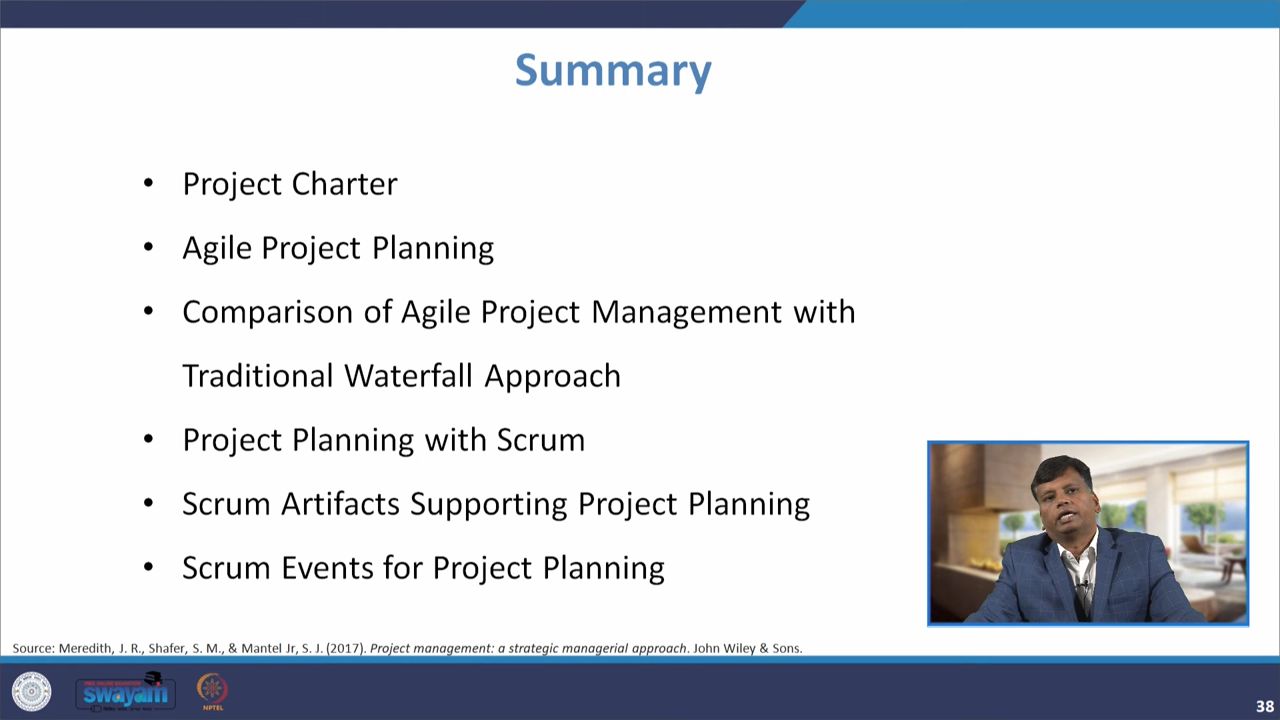 Summary
• Project Charter
• Agile Project Planning
• Comparison of Agile Project Management with
Traditional Waterfall Approach
• Project Planning with Scrum
• Scrum Artifacts Supporting Project Planning
• Scrum Events for Project Planning
Source: Meredith, J. R., Shafer, S. M., & Mantel Jr, S. J. (2017). Project management: a strategic managerial approach. John Wiley & Sons.
swayam
NPTEL
38